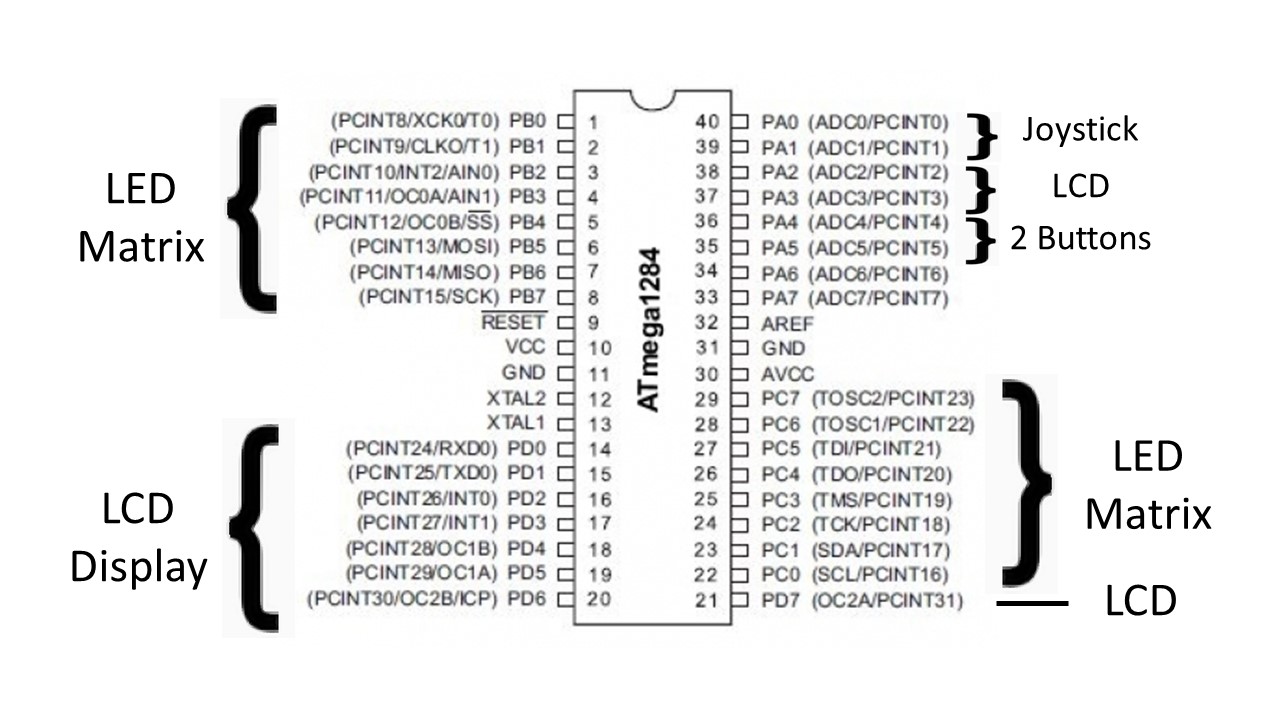 LED
Matrix
(PCINT8/XCK0/T0) PB0 1
(PCINT9/CLKO/T1) PB1 2
(PCINT10/INT2/AIN0) PB2 3
(PCINT11/OC0A/AIN1) PB3 4
(PCINT12/OC0B/SS) PB4 5
(PCINT13/MOSI) PB5 6
(PCINT14/MISO) PB6 7
(PCINT15/SCK) PB7 8
RESET 9
VCC 10
GND 11
XTAL2 12
XTAL1 13
(PCINT24/RXD0) PD0 14
(PCINT25/TXD0) PD1 15
(PCINT26/INT0) PD2 16
(PCINT27/INT1) PD3 17
(PCINT28/OC1B) PD4 18
(PCINT29/OC1A) PD5 19
(PCINT30/OC2B/ICP) PD6 20
LCD
Display
ATmega1284
40 PA0 (ADC0/PCINT0)
39 PA1 (ADC1/PCINT1)
38 PA2 (ADC2/PCINT2)
37 PA3 (ADC3/PCINT3)
36 PA4 (ADC4/PCINT4)
35 PA5 (ADC5/PCINT5)
34 PA6 (ADC6/PCINT6)
33 PA7 (ADC7/PCINT7)
32 AREF
31 GND
30 AVCC
29 PC7 (TOSC2/PCINT23)
28 PC6 (TOSC1/PCINT22)
27 PC5 (TDI/PCINT21)
26 PC4 (TDO/PCINT20)
25 PC3 (TMS/PCINT19)
24 PC2 (TCK/PCINT18)
23 PC1 (SDA/PCINT17)
22 PC0 (SCL/PCINT16)
21 PD7 (OC2A/PCINT31)
Joystick
LCD
2 Buttons
LED
Matrix
LCD